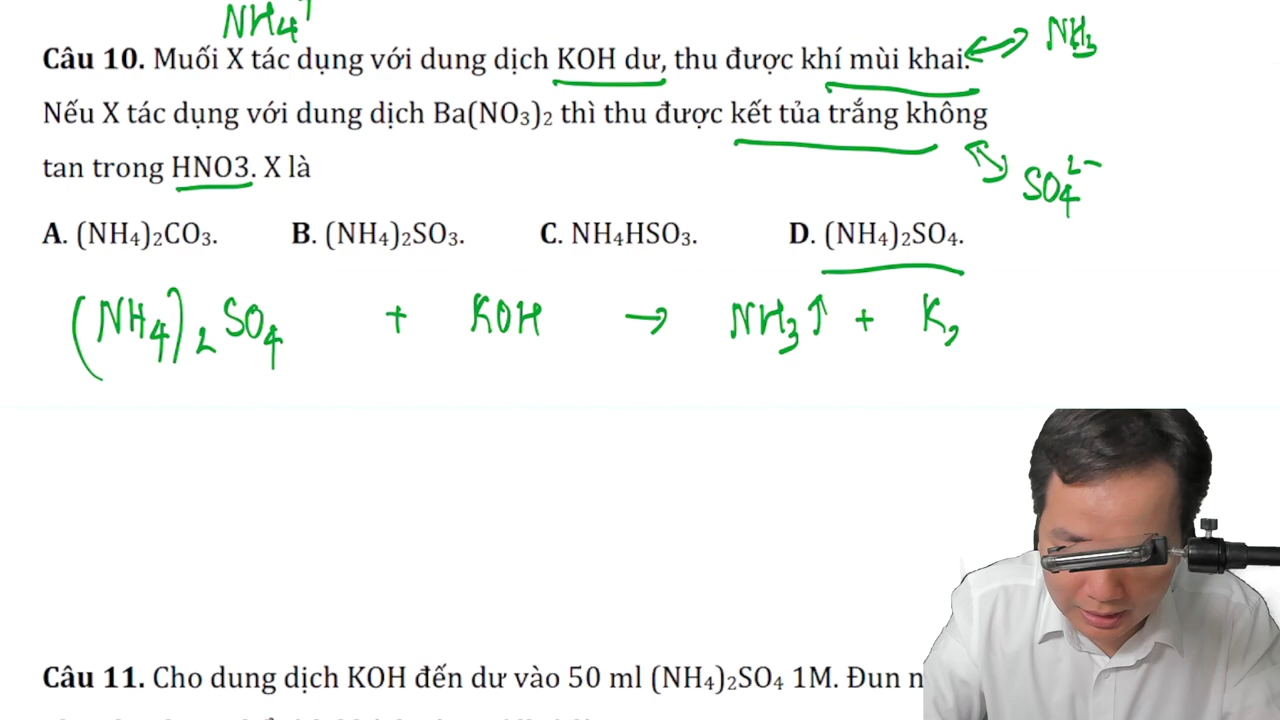 NH₄⁺
Câu 10. Muối X tác dụng với dung dịch KOH dư, thu được khí mùi khai. NH₃
Nếu X tác dụng với dung dịch Ba(NO₃)₂ thì thu được kết tủa trắng không
tan trong HNO3. X là SO₄²⁻
A. (NH₄)₂CO₃. B. (NH₄)₂SO₃. C. NH₄HSO₃. D. (NH₄)₂SO₄.
(NH₄)₂SO₄ + KOH → NH₃↑ + K₂
Câu 11. Cho dung dịch KOH đến dư vào 50 ml (NH₄)₂SO₄ 1M. Đun